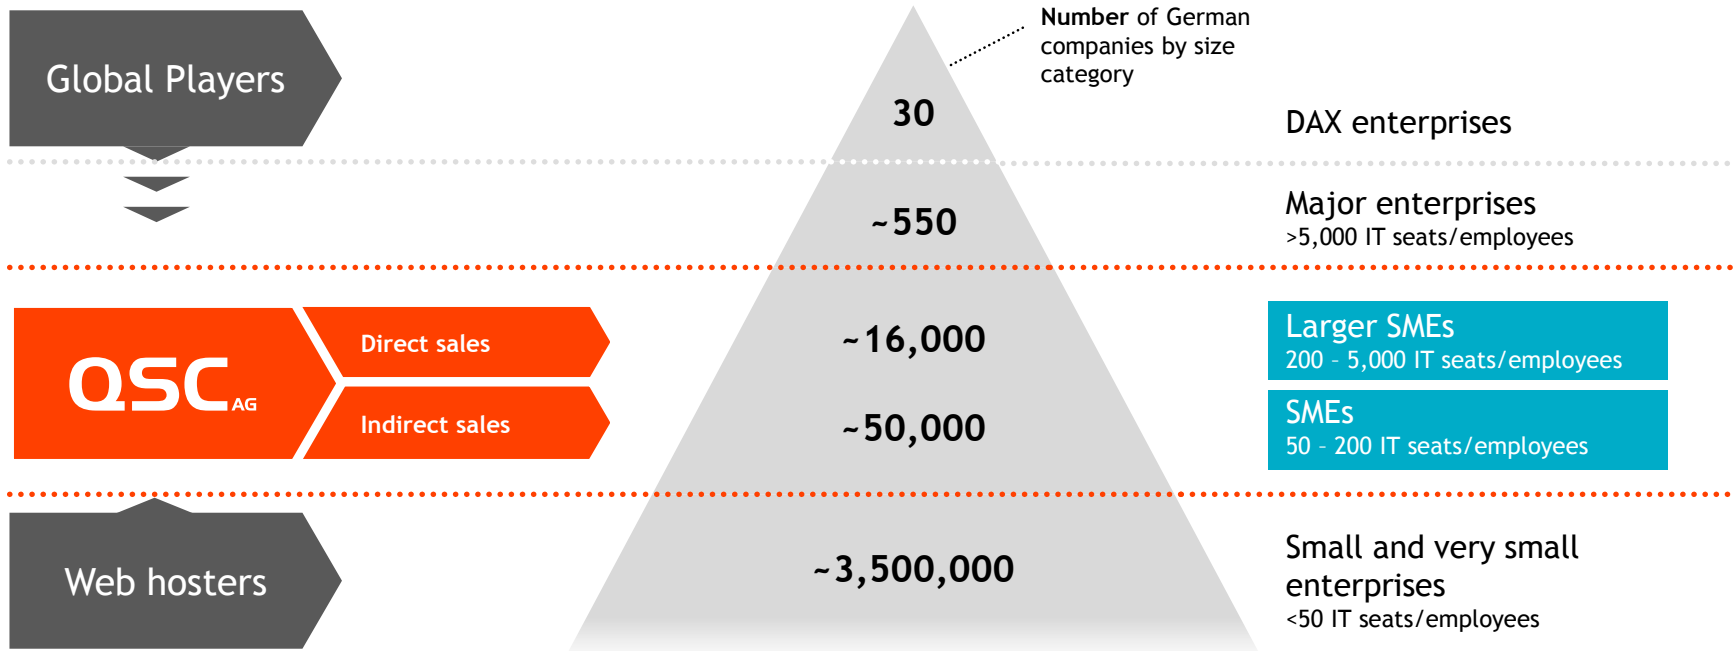 Global Players
Number of German
companies by size
category
30
DAX enterprises
~550
Major enterprises
>5,000 IT seats/employees
QSC AG
Direct sales
~16,000
Larger SMEs
200 - 5,000 IT seats/employees
Indirect sales
~50,000
SMEs
50 - 200 IT seats/employees
Web hosters
~3,500,000
Small and very small
enterprises
<50 IT seats/employees